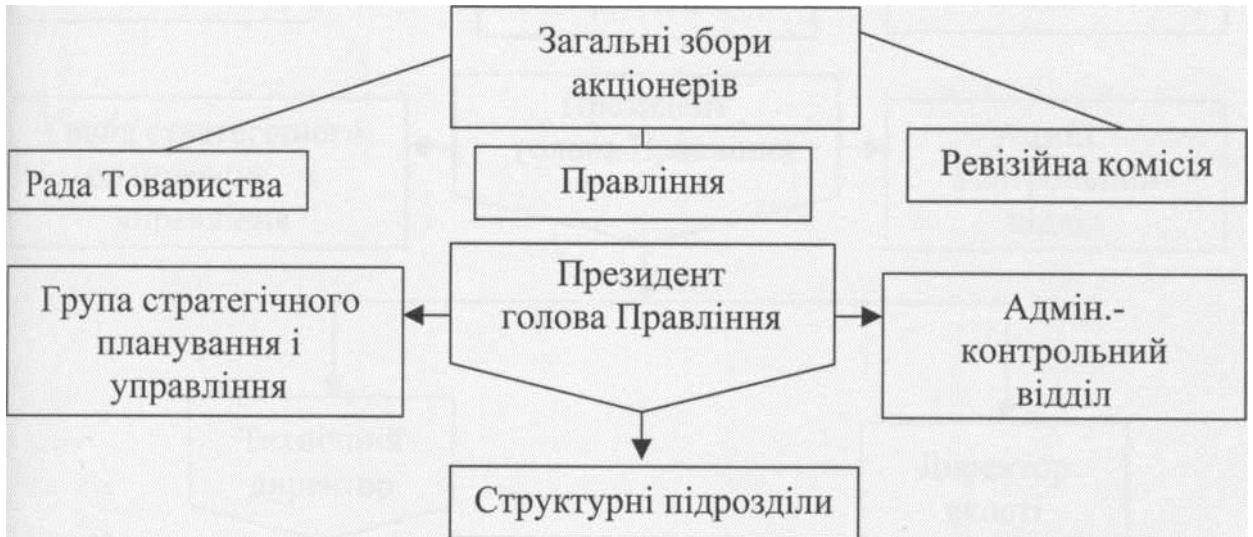 Загальні збори
акціонерів
Рада Товариства
Правління
Ревізійна комісія
Група стратегічного
планування і
управління
Президент
голова Правління
Адмін.-
контрольний
відділ
Структурні підрозділи